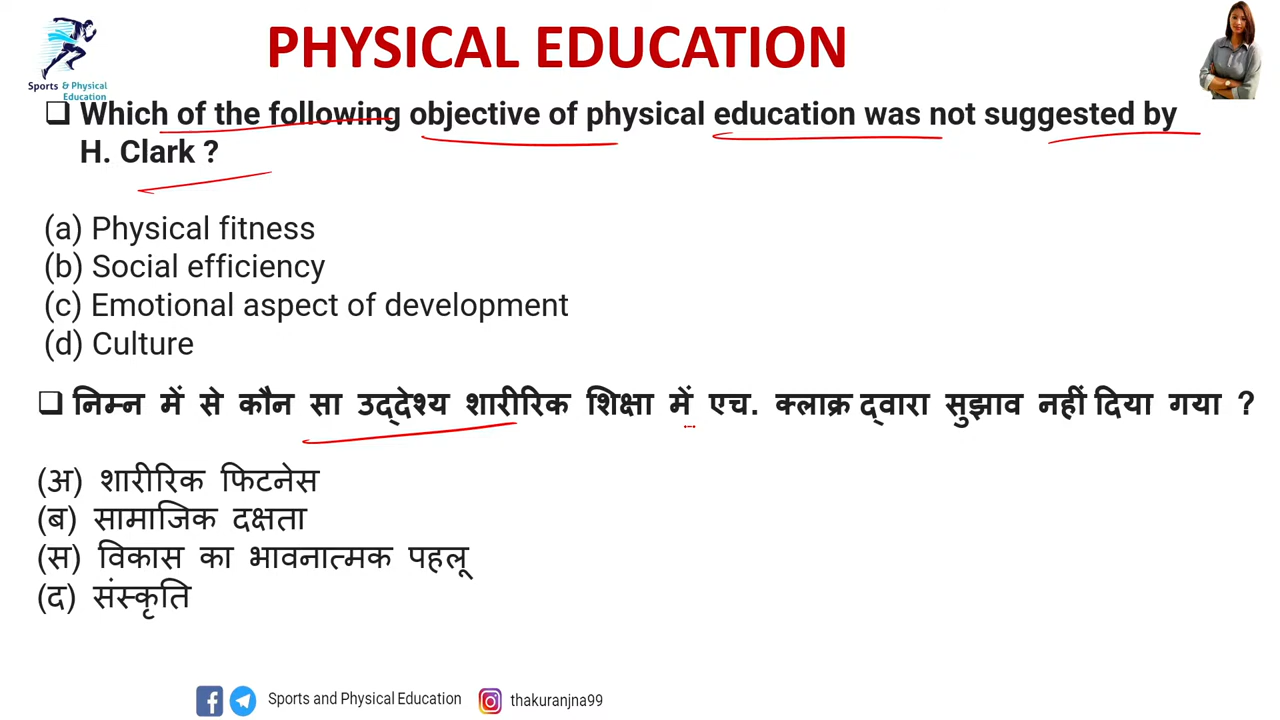 PHYSICAL EDUCATION
Sports & Physical
Education
❑ Which of the following objective of physical education was not suggested by
H. Clark ?
(a) Physical fitness
(b) Social efficiency
(c) Emotional aspect of development
(d) Culture
❑ निम्न में से कौन सा उद्देश्य शारीरिक शिक्षा में एच. क्लाक्र द्वारा सुझाव नहीं दिया गया ?
(अ) शारीरिक फिटनेस
(ब) सामाजिक दक्षता
(स) विकास का भावनात्मक पहलू
(द) संस्कृति
Sports and Physical Education
thakuranjna99